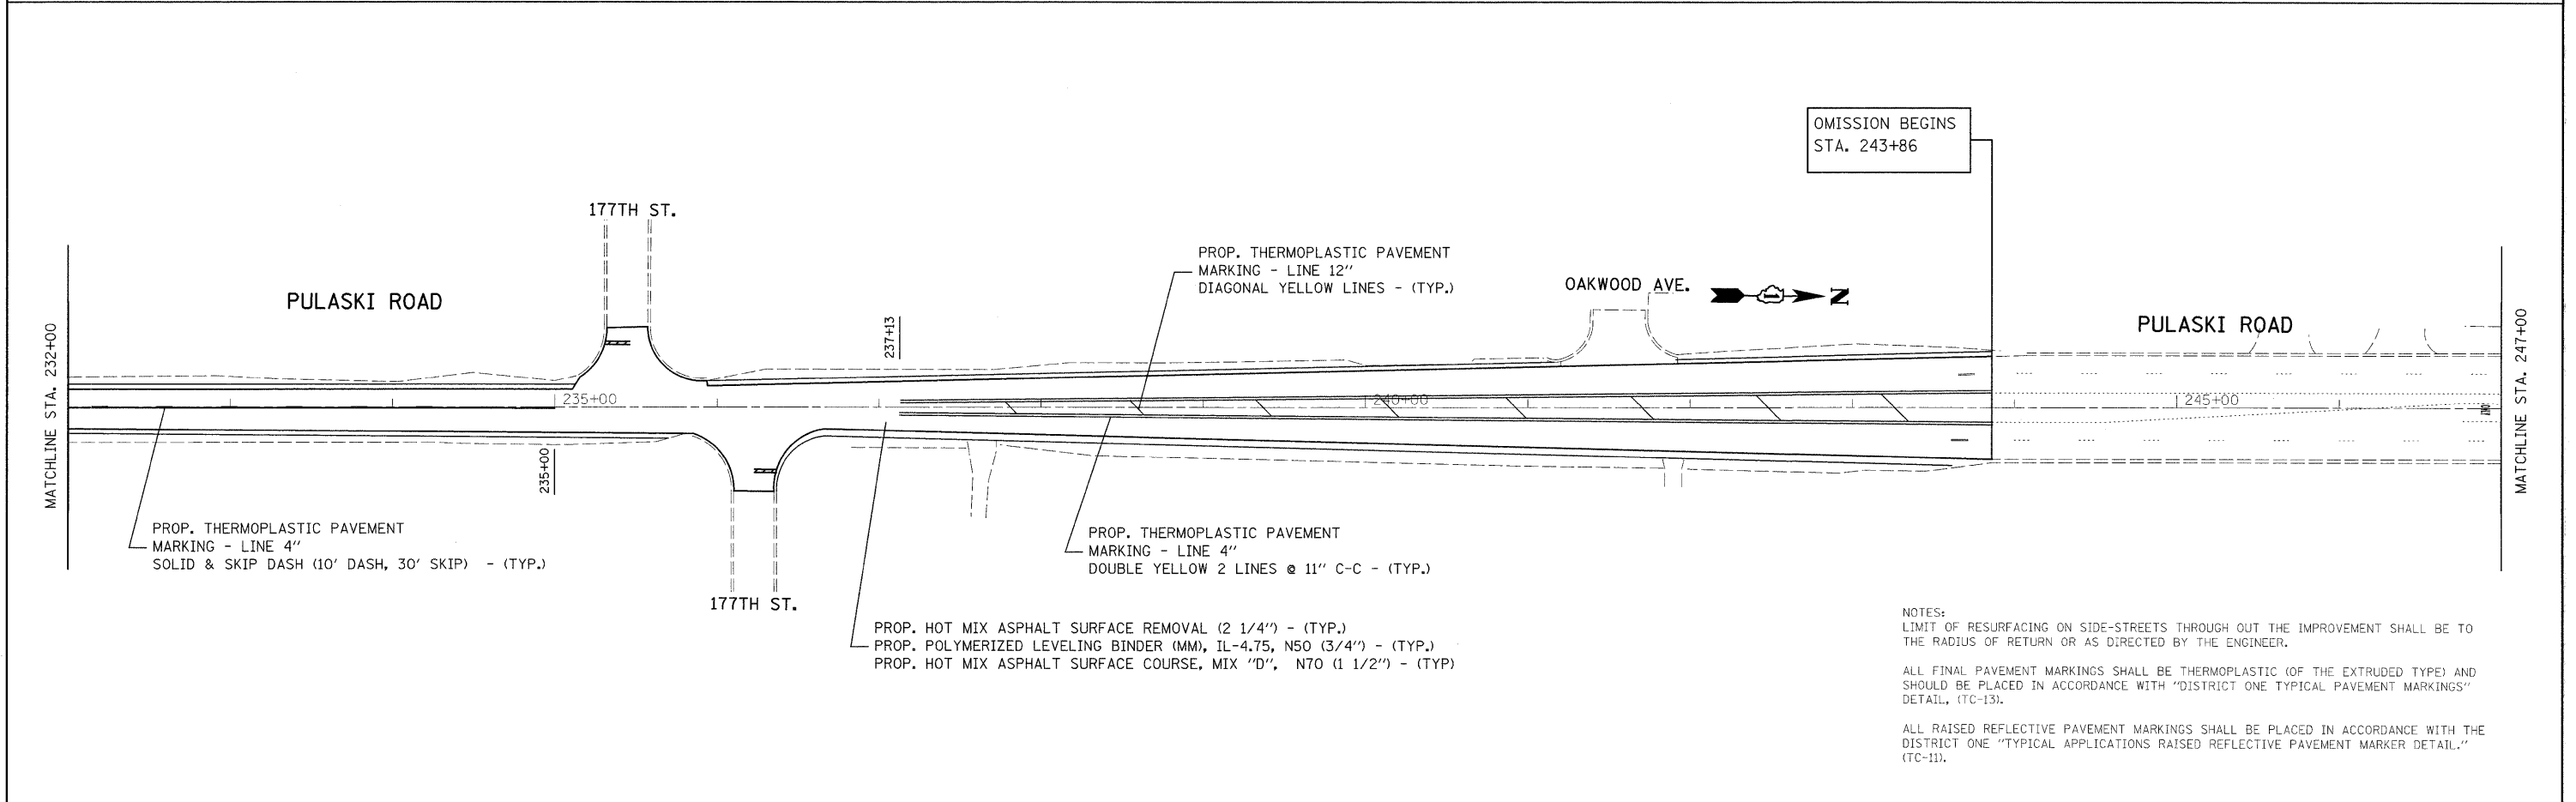 OMISSION BEGINS
STA. 243+86
177TH ST.
PROP. THERMOPLASTIC PAVEMENT
MARKING - LINE 12"
DIAGONAL YELLOW LINES - (TYP.)
OAKWOOD AVE.
N
PULASKI ROAD
PULASKI ROAD
MATCHLINE STA. 232+00
237+13
MATCHLINE STA. 247+00
235+00
240+00
245+00
235+00
PROP. THERMOPLASTIC PAVEMENT
MARKING - LINE 4"
SOLID & SKIP DASH (10' DASH, 30' SKIP) - (TYP.)
PROP. THERMOPLASTIC PAVEMENT
MARKING - LINE 4"
DOUBLE YELLOW 2 LINES @ 11" C-C - (TYP.)
177TH ST.
PROP. HOT MIX ASPHALT SURFACE REMOVAL (2 1/4") - (TYP.)
PROP. POLYMERIZED LEVELING BINDER (MM), IL-4.75, N50 (3/4") - (TYP.)
PROP. HOT MIX ASPHALT SURFACE COURSE, MIX "D", N70 (1 1/2") - (TYP)
NOTES:
LIMIT OF RESURFACING ON SIDE-STREETS THROUGH OUT THE IMPROVEMENT SHALL BE TO
THE RADIUS OF RETURN OR AS DIRECTED BY THE ENGINEER.
ALL FINAL PAVEMENT MARKINGS SHALL BE THERMOPLASTIC (OF THE EXTRUDED TYPE) AND
SHOULD BE PLACED IN ACCORDANCE WITH "DISTRICT ONE TYPICAL PAVEMENT MARKINGS"
DETAIL, (TC-13).
ALL RAISED REFLECTIVE PAVEMENT MARKINGS SHALL BE PLACED IN ACCORDANCE WITH THE
DISTRICT ONE "TYPICAL APPLICATIONS RAISED REFLECTIVE PAVEMENT MARKER DETAIL."
(TC-11).